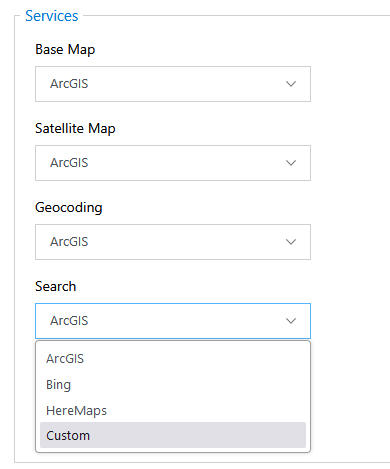 Services
Base Map
ArcGIS
Satellite Map
ArcGIS
Geocoding
ArcGIS
Search
ArcGIS
ArcGIS
Bing
HereMaps
Custom